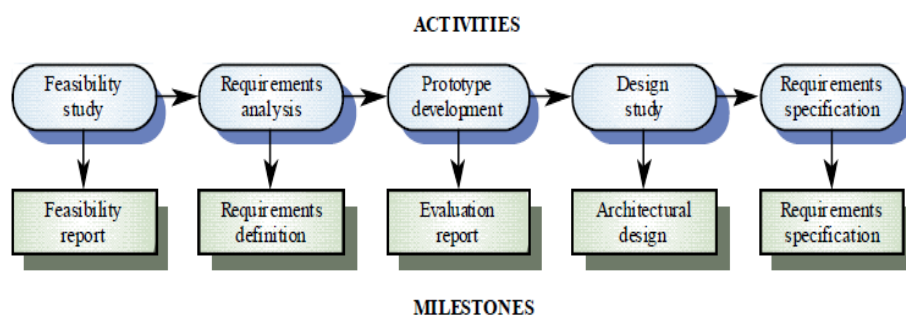 ACTIVITIES
Feasibility
study
Requirements
analysis
Prototype
development
Design
study
Requirements
specification
Feasibility
report
Requirements
definition
Evaluation
report
Architectural
design
Requirements
specification
MILESTONES